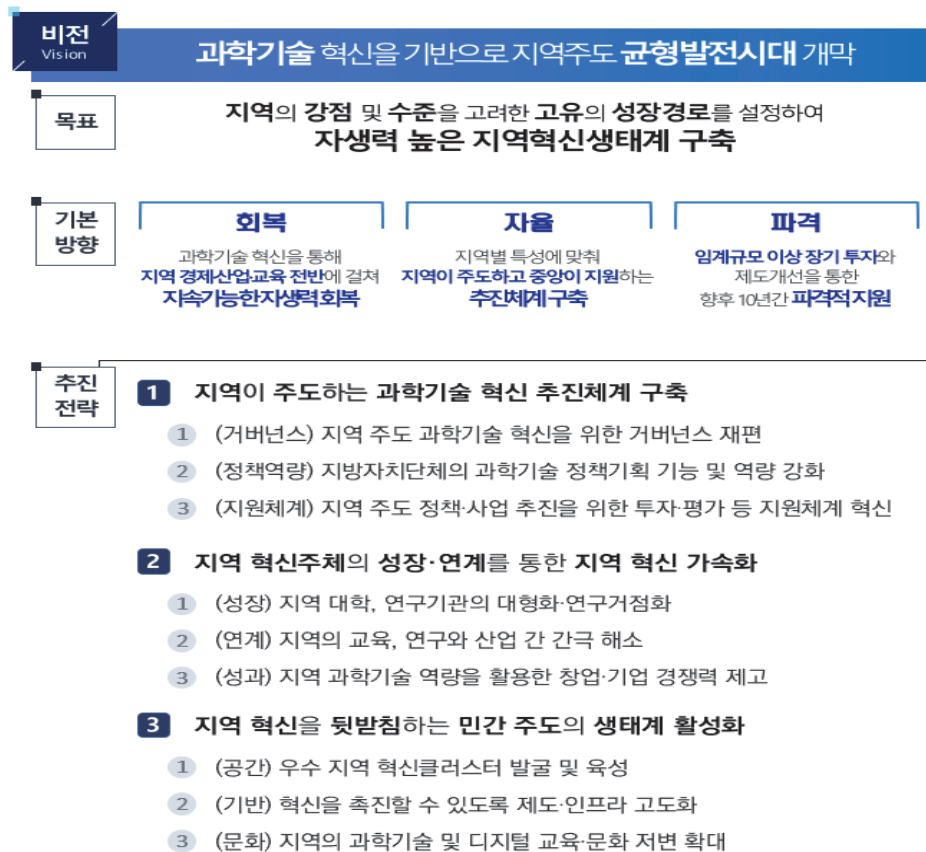 비전
Vision
과학기술 혁신을 기반으로 지역주도 균형발전시대 개막
목표
지역의 강점 및 수준을 고려한 고유의 성장경로를 설정하여
자생력 높은 지역혁신생태계 구축
기본
방향
회복
과학기술 혁신을 통해
지역 경제·산업·교육 전반에 걸쳐
지속가능한 자생력 회복
자율
지역별 특성에 맞춰
지역이 주도하고 중앙이 지원하는
추진체계 구축
파격
임계규모 이상 장기 투자와
제도개선을 통한
향후 10년간 파격적 지원
추진
전략
1 지역이 주도하는 과학기술 혁신 추진체계 구축
1 (거버넌스) 지역 주도 과학기술 혁신을 위한 거버넌스 재편
2 (정책역량) 지방자치단체의 과학기술 정책기획 기능 및 역량 강화
3 (지원체계) 지역 주도 정책·사업 추진을 위한 투자·평가 등 지원체계 혁신
2 지역 혁신주체의 성장·연계를 통한 지역 혁신 가속화
1 (성장) 지역 대학, 연구기관의 대형화·연구거점화
2 (연계) 지역의 교육, 연구와 산업 간 간극 해소
3 (성과) 지역 과학기술 역량을 활용한 창업·기업 경쟁력 제고
3 지역 혁신을 뒷받침하는 민간 주도의 생태계 활성화
1 (공간) 우수 지역 혁신클러스터 발굴 및 육성
2 (기반) 혁신을 촉진할 수 있도록 제도·인프라 고도화
3 (문화) 지역의 과학기술 및 디지털 교육·문화 저변 확대